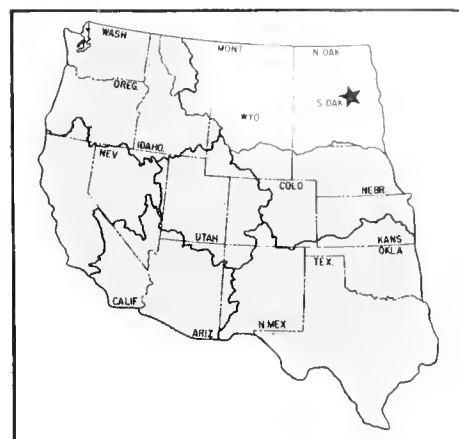 WASH
MONT
N. DAK
OREG.
S. DAK
WYO
IDAHO
NEV
COLO
NEBR
UTAH
KANS
OKLA
TEX.
CALIF
ARIZ
N. MEX